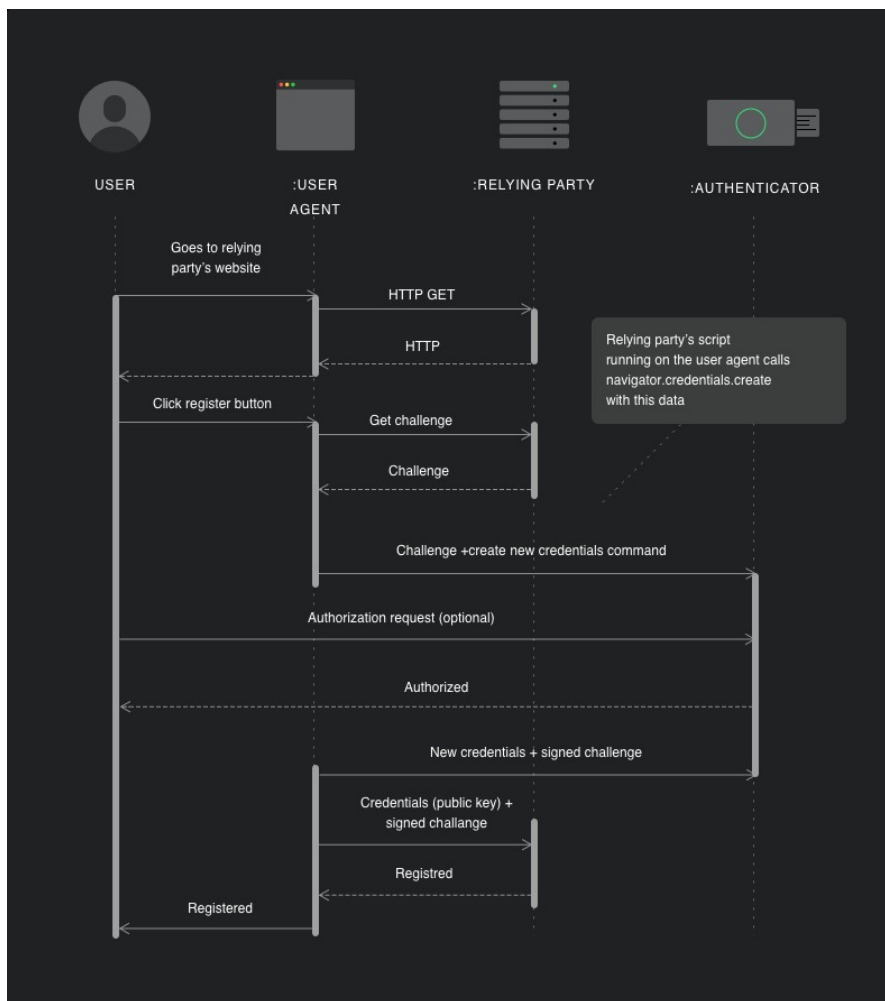 USER
:USER
AGENT
:RELYING PARTY
:AUTHENTICATOR
Goes to relying
party's website
HTTP GET
HTTP
Relying party's script
running on the user agent calls
navigator.credentials.create
with this data
Click register button
Get challenge
Challenge
Challenge +create new credentials command
Authorization request (optional)
Authorized
New credentials + signed challenge
Credentials (public key) +
signed challange
Registred
Registered